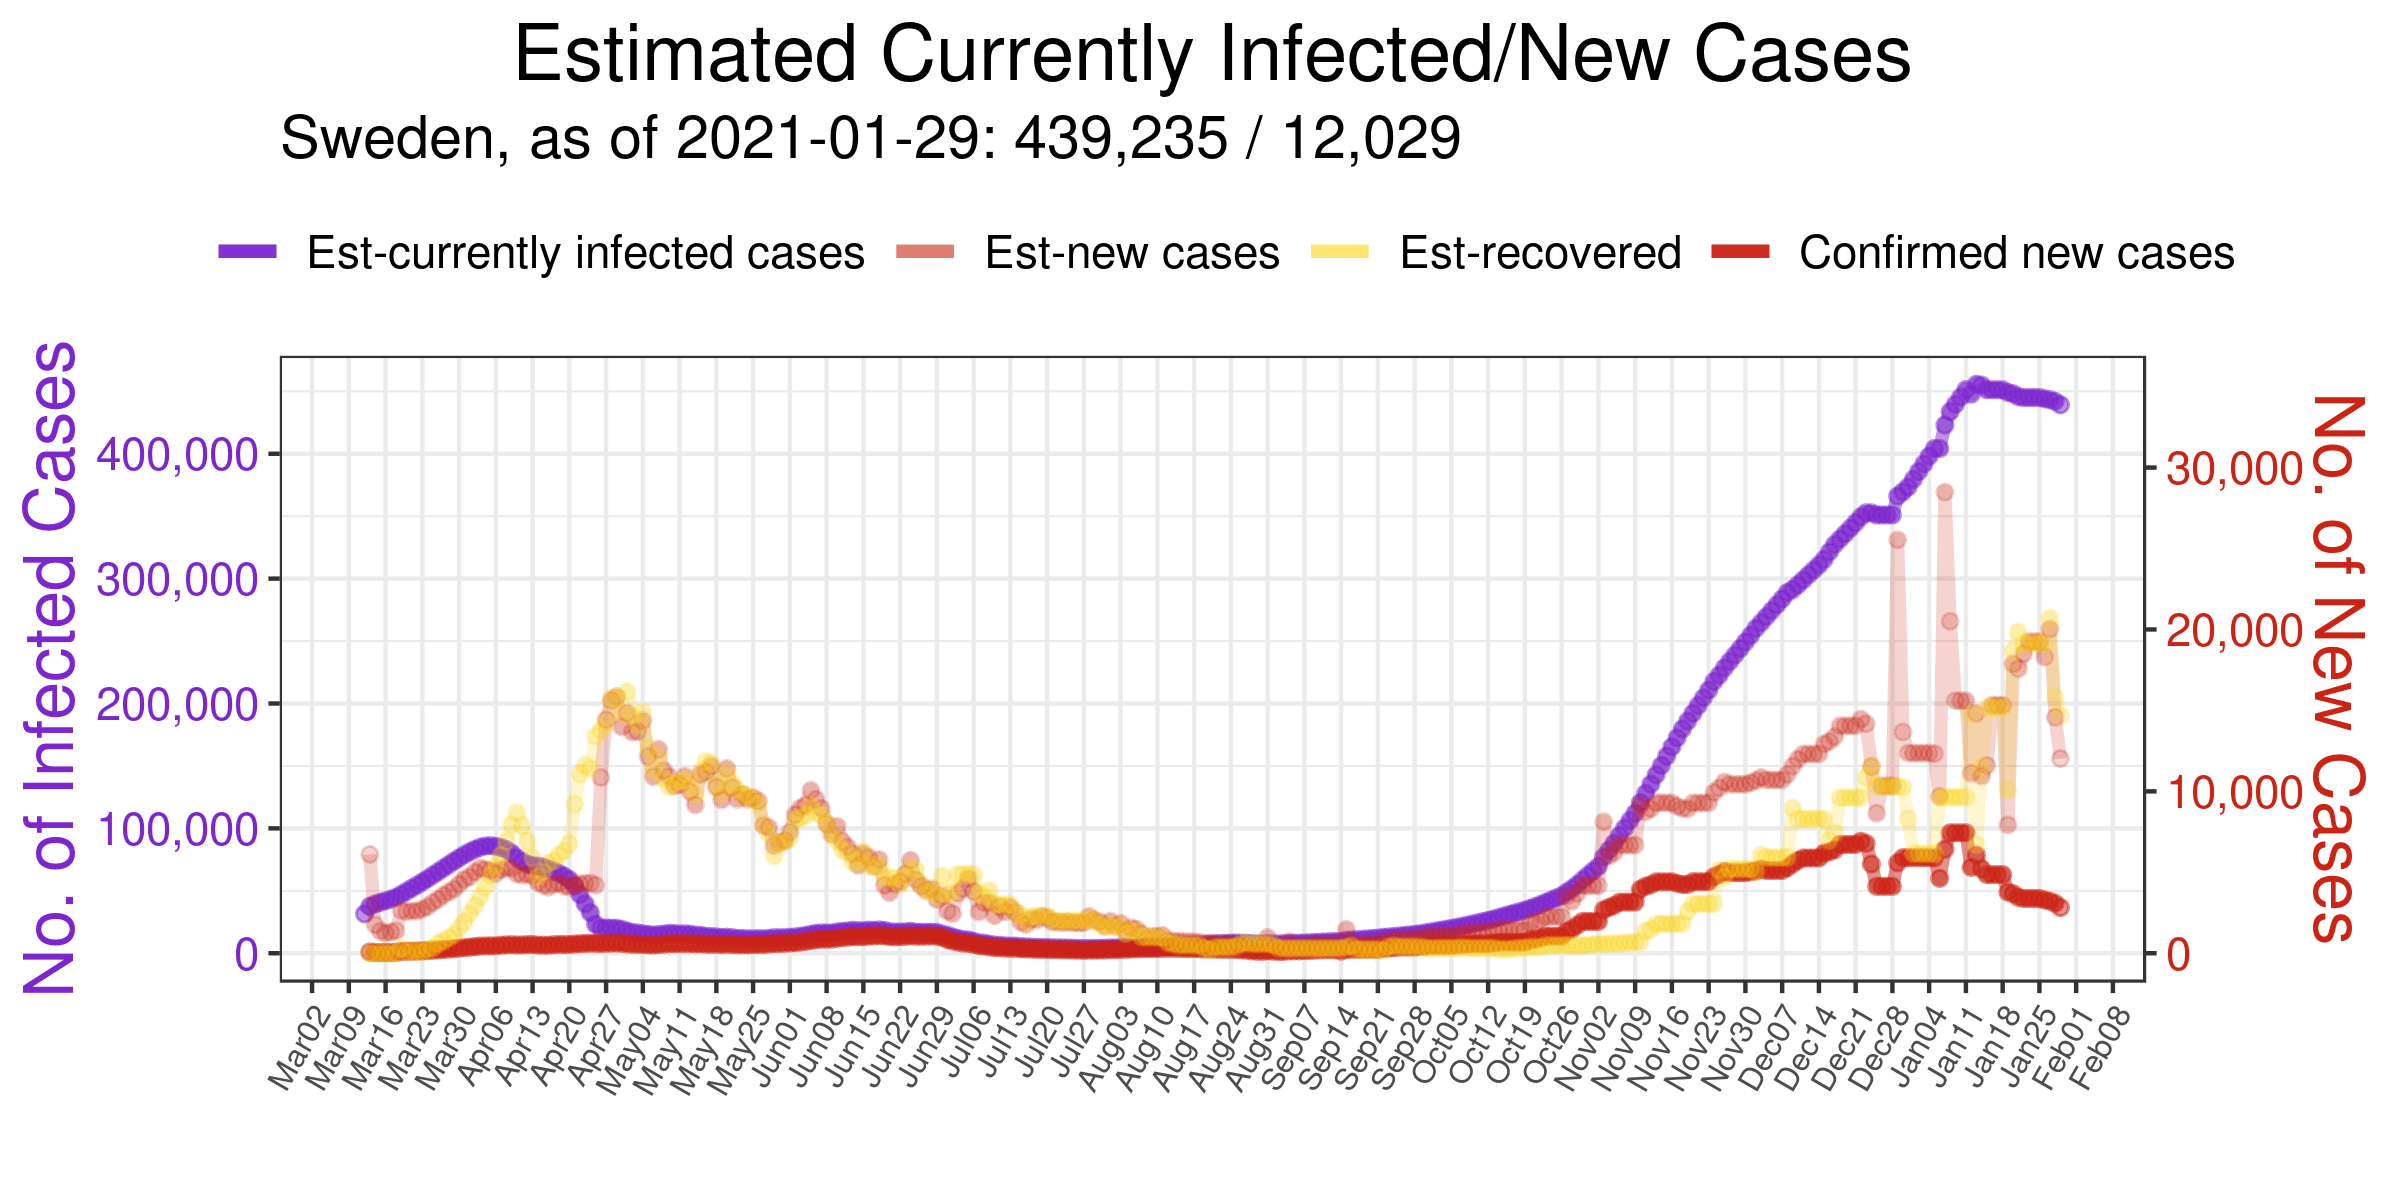 Estimated Currently Infected/New Cases
Sweden, as of 2021-01-29: 439,235 / 12,029
Est-currently infected cases Est-new cases Est-recovered Confirmed new cases
No. of Infected Cases
400,000
300,000
200,000
100,000
0
30,000
20,000
10,000
0
No. of New Cases
Mar02 Mar09 Mar16 Mar23 Mar30 Apr06 Apr13 Apr20 Apr27 May04 May11 May18 May25 Jun01 Jun08 Jun15 Jun22 Jun29 Jul06 Jul13 Jul20 Jul27 Aug03 Aug10 Aug17 Aug24 Aug31 Sep07 Sep14 Sep21 Sep28 Oct05 Oct12 Oct19 Oct26 Nov02 Nov09 Nov16 Nov23 Nov30 Dec07 Dec14 Dec21 Dec28 Jan04 Jan11 Jan18 Jan25 Feb01 Feb08